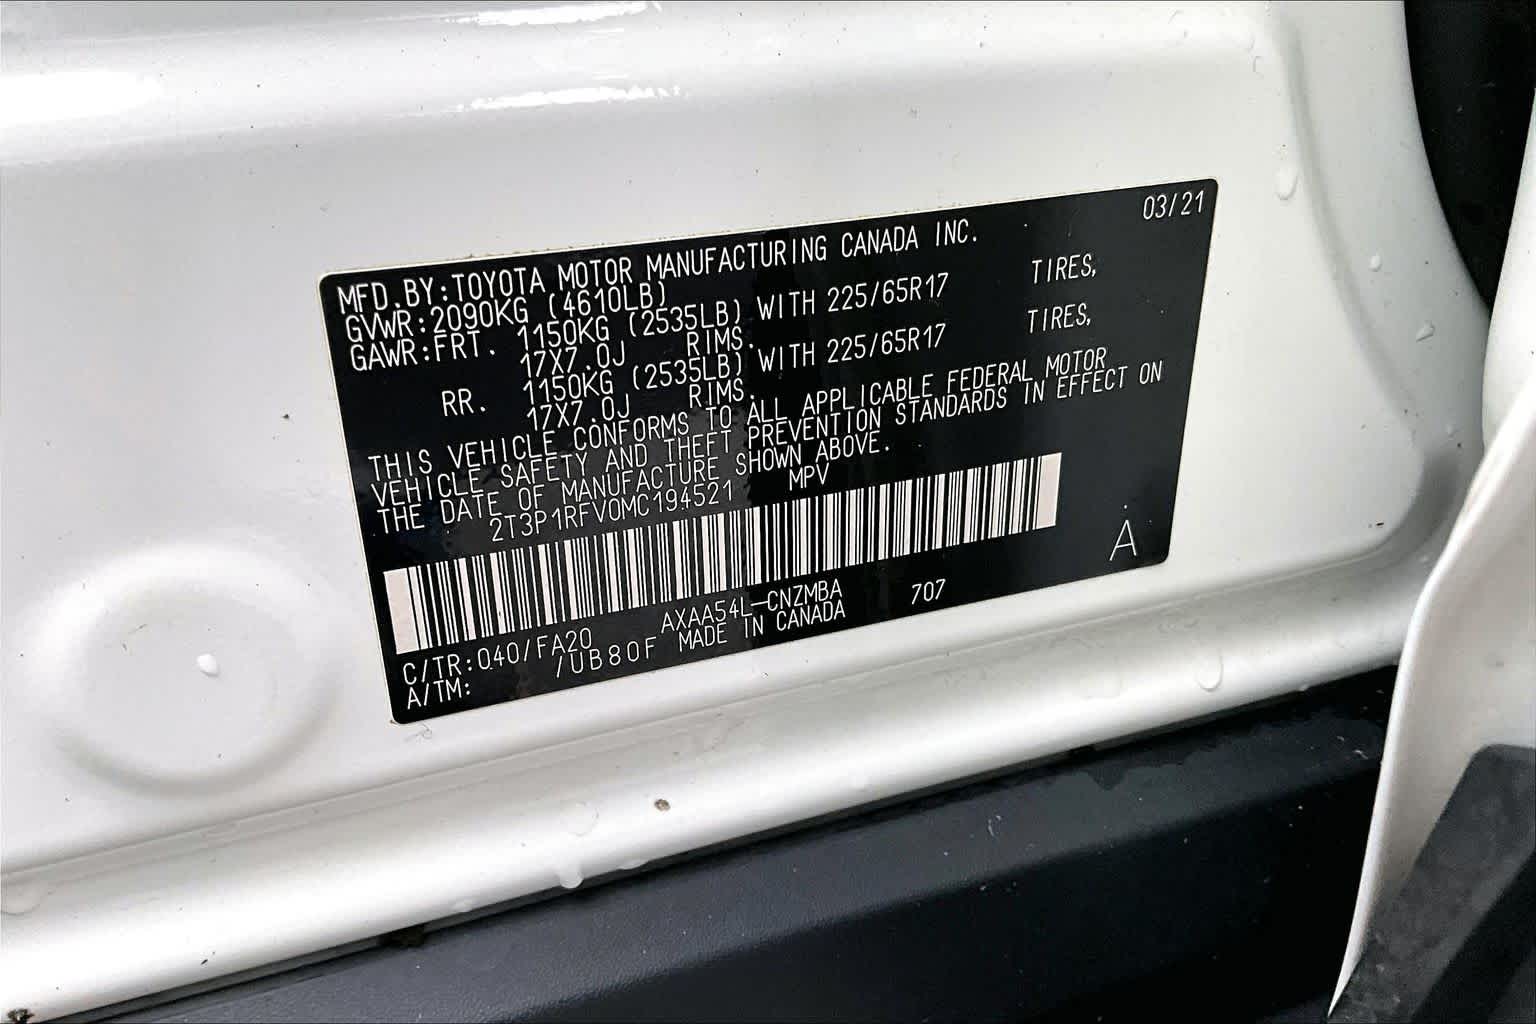 03/21
MFD.BY:TOYOTA MOTOR MANUFACTURING CANADA INC.
GVWR:2090KG (4610LB)
GAWR:FRT. 1150KG (2535LB) WITH 225/65R17 TIRES,
17X7.0J RIMS.
RR. 1150KG (2535LB) WITH 225/65R17 TIRES,
17X7.0J RIMS.
THIS VEHICLE CONFORMS TO ALL APPLICABLE FEDERAL MOTOR
VEHICLE SAFETY AND THEFT PREVENTION STANDARDS IN EFFECT ON
THE DATE OF MANUFACTURE SHOWN ABOVE.
2T3P1RFV0MC194521 MPV
A
AXAA54L-CNZMBA 707
C/TR:040/FA20 MADE IN CANADA
A/TM: /UB80F